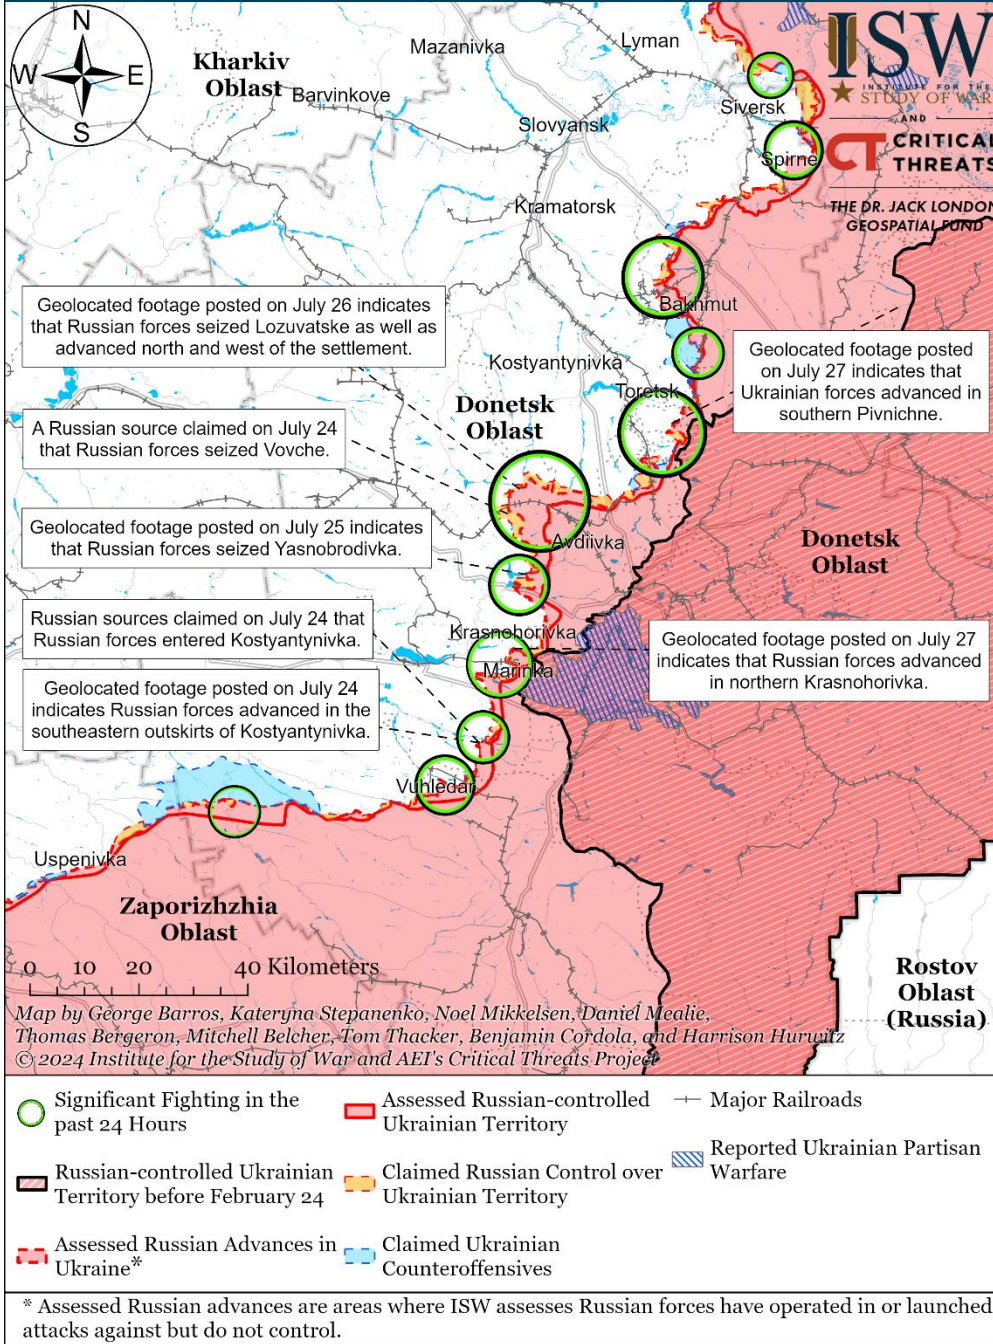 N
W
E
S
Kharkiv
Oblast
Mazanivka
Lyman
Barvinkove
Slovyansk
Siversk
Spirne
Kramatorsk
ISW
INSTITUTE FOR THE
STUDY OF WAR
AND
CT CRITICAL
THREATS
THE DR. JACK LONDON
GEOSPATIAL FUND
Geolocated footage posted on July 26 indicates
that Russian forces seized Lozuvatske as well as
advanced north and west of the settlement.
Bakhmut
Kostyantynivka
Toretsk
Geolocated footage posted
on July 27 indicates that
Ukrainian forces advanced in
southern Pivnichne.
Donetsk
Oblast
A Russian source claimed on July 24
that Russian forces seized Vovche.
Geolocated footage posted on July 25 indicates
that Russian forces seized Yasnobrodivka.
Avdiivka
Donetsk
Oblast
Russian sources claimed on July 24 that
Russian forces entered Kostyantynivka.
Krasnohorivka
Marinka
Geolocated footage posted on July 27
indicates that Russian forces advanced
in northern Krasnohorivka.
Geolocated footage posted on July 24
indicates Russian forces advanced in the
southeastern outskirts of Kostyantynivka.
Vuhledar
Uspenivka
Zaporizhzhia
Oblast
Rostov
Oblast
(Russia)
0 10 20 40 Kilometers
Map by George Barros, Kateryna Stepanenko, Noel Mikkelsen, Daniel Mealie,
Thomas Bergeron, Mitchell Belcher, Tom Thacker, Benjamin Cordola, and Harrison Hurwitz
© 2024 Institute for the Study of War and AEI's Critical Threats Project
Significant Fighting in the
past 24 Hours
Russian-controlled Ukrainian
Territory before February 24
Assessed Russian Advances in
Ukraine*
Assessed Russian-controlled
Ukrainian Territory
Claimed Russian Control over
Ukrainian Territory
Claimed Ukrainian
Counteroffensives
Major Railroads
Reported Ukrainian Partisan
Warfare
* Assessed Russian advances are areas where ISW assesses Russian forces have operated in or launched
attacks against but do not control.